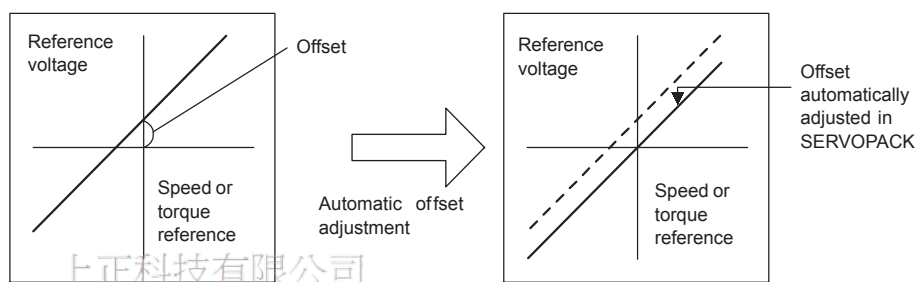 Reference
voltage
Offset
Speed or
torque
reference
Automatic offset
adjustment
Reference
voltage
Speed or
torque
reference
Offset
automatically
adjusted in
SERVOPACK
上正科技有限公司